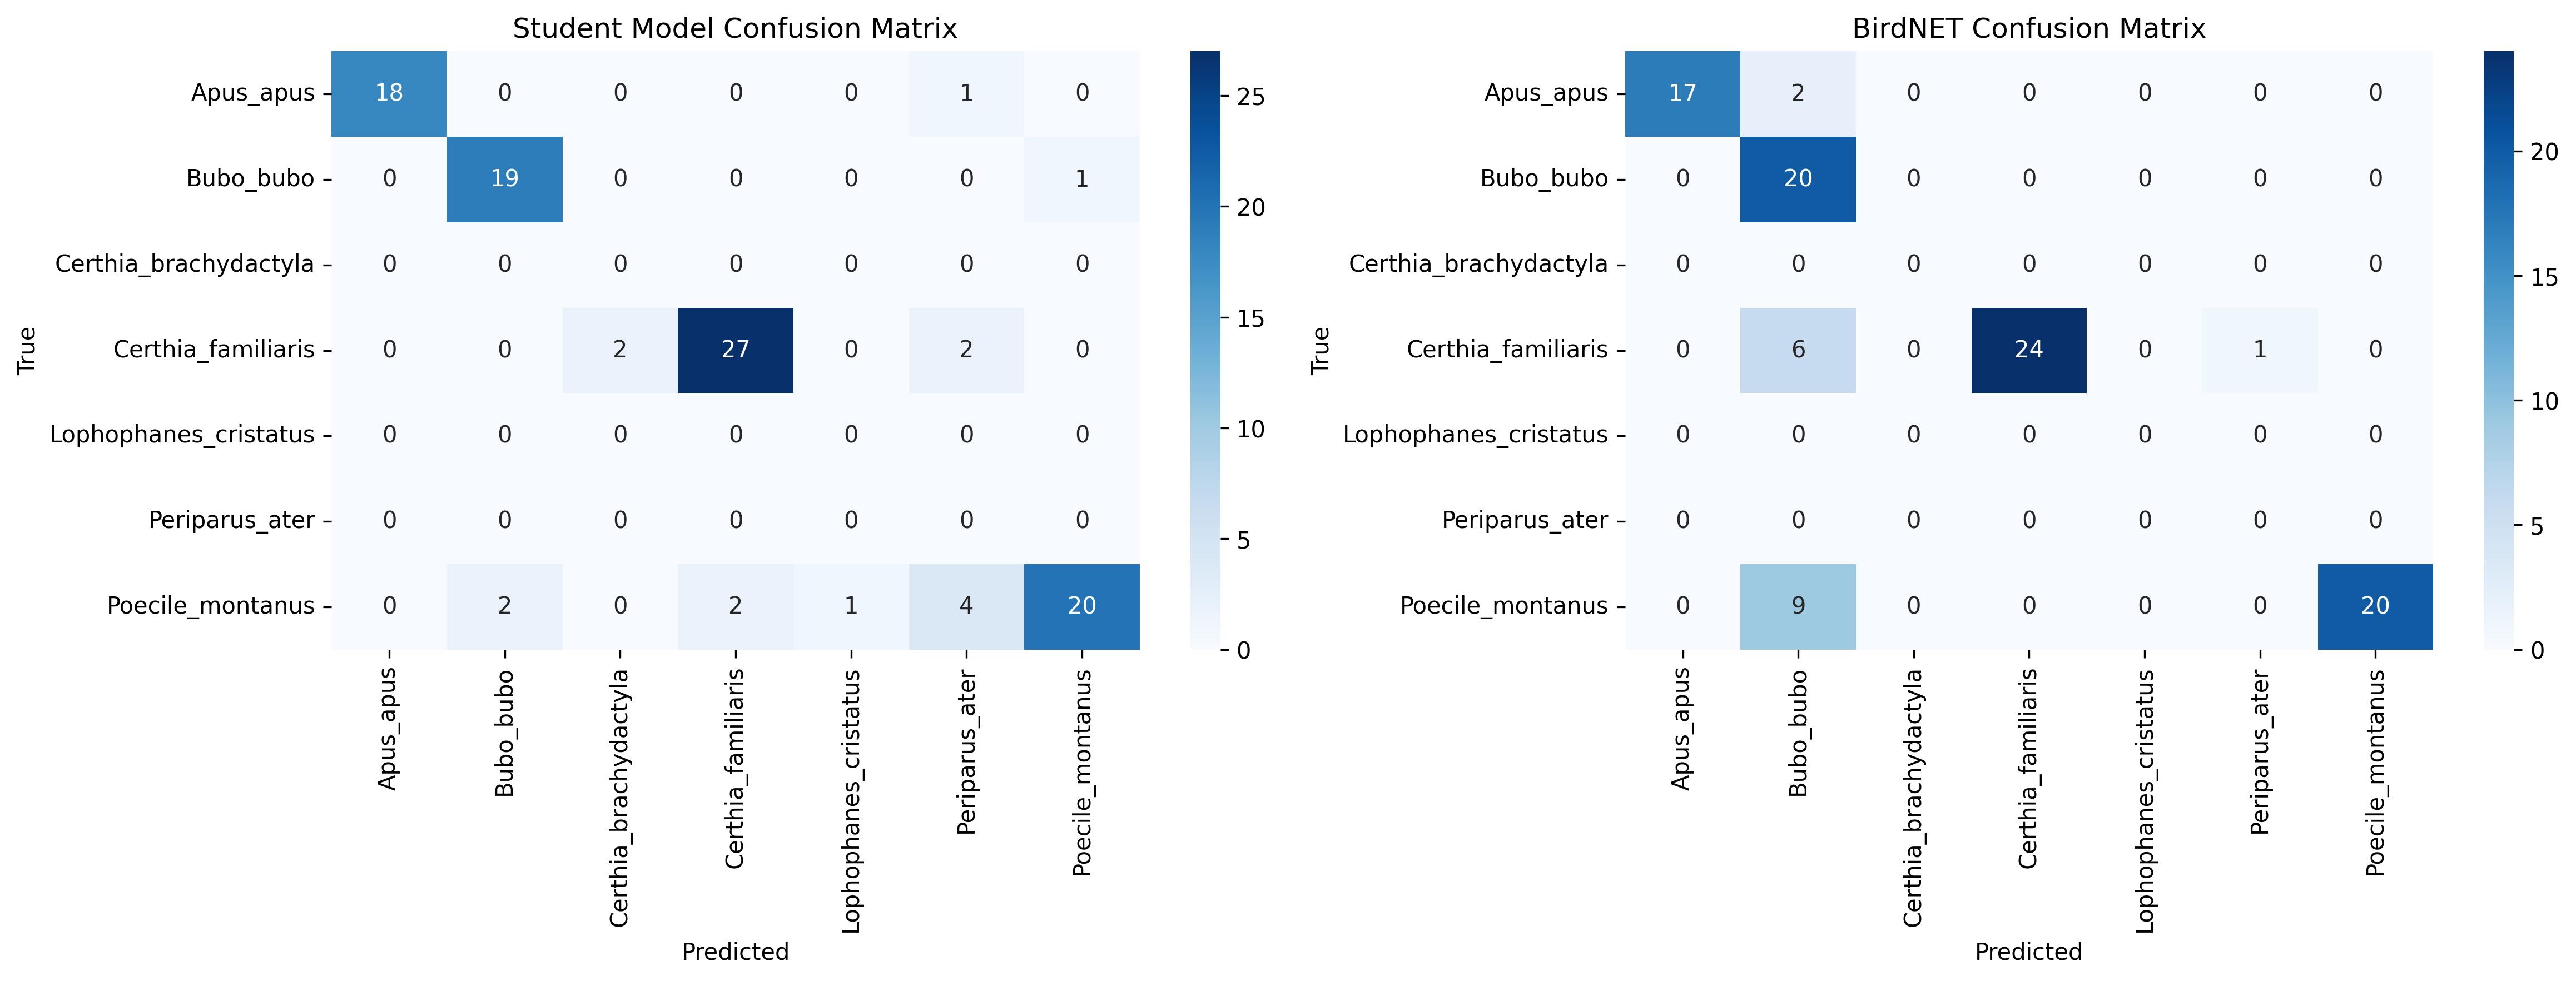 Student Model Confusion Matrix
True
Apus_apus 18 0 0 0 0 1 0
Bubo_bubo 0 19 0 0 0 0 1
Certhia_brachydactyla 0 0 0 0 0 0 0
Certhia_familiaris 0 0 2 27 0 2 0
Lophophanes_cristatus 0 0 0 0 0 0 0
Periparus_ater 0 0 0 0 0 0 0
Poecile_montanus 0 2 0 2 1 4 20
Apus_apus
Bubo_bubo
Certhia_brachydactyla
Certhia_familiaris
Lophophanes_cristatus
Periparus_ater
Poecile_montanus
Predicted
25
20
15
10
5
0
BirdNET Confusion Matrix
True
Apus_apus 17 2 0 0 0 0 0
Bubo_bubo 0 20 0 0 0 0 0
Certhia_brachydactyla 0 0 0 0 0 0 0
Certhia_familiaris 0 6 0 24 0 1 0
Lophophanes_cristatus 0 0 0 0 0 0 0
Periparus_ater 0 0 0 0 0 0 0
Poecile_montanus 0 9 0 0 0 0 20
Apus_apus
Bubo_bubo
Certhia_brachydactyla
Certhia_familiaris
Lophophanes_cristatus
Periparus_ater
Poecile_montanus
Predicted
20
15
10
5
0